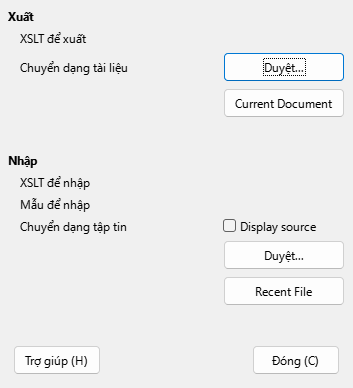 Xuất
XSLT để xuất
Chuyển dạng tài liệu
Duyệt...
Current Document
Nhập
XSLT để nhập
Mẫu để nhập
Chuyển dạng tập tin
Display source
Duyệt...
Recent File
Trợ giúp (H)
Đóng (C)